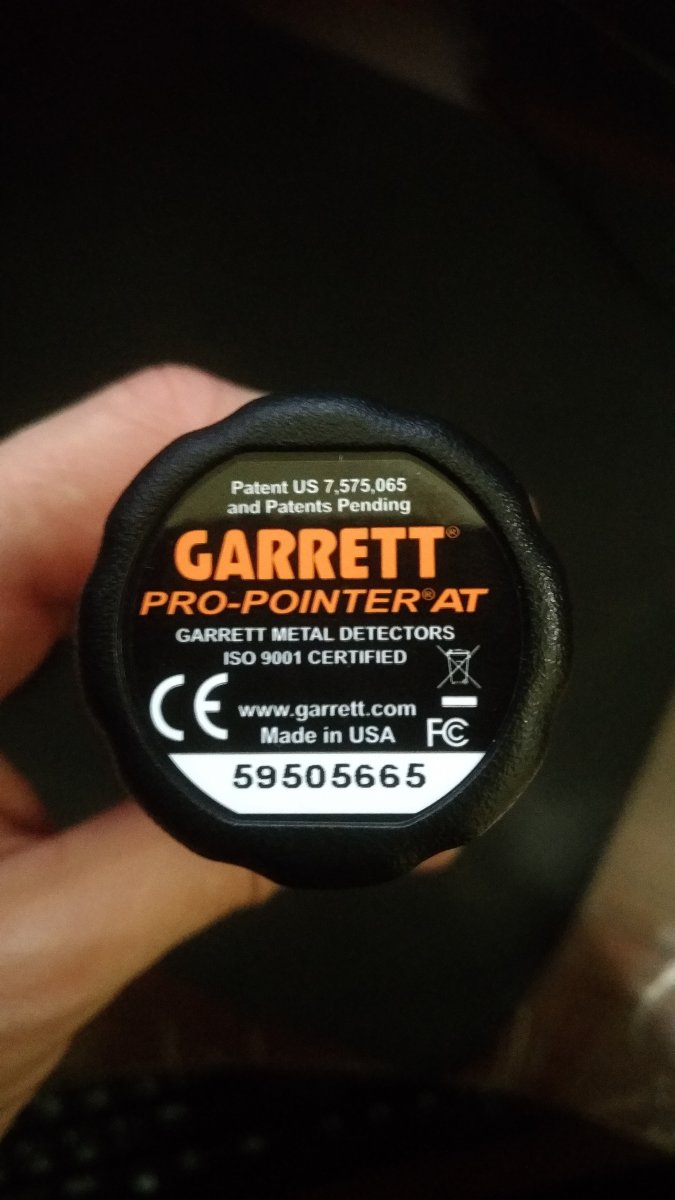 Patent US 7,575,065
and Patents Pending
GARRETT®
PRO-POINTER® AT
GARRETT METAL DETECTORS
ISO 9001 CERTIFIED
CE
www.garrett.com
Made in USA
FC
59505665